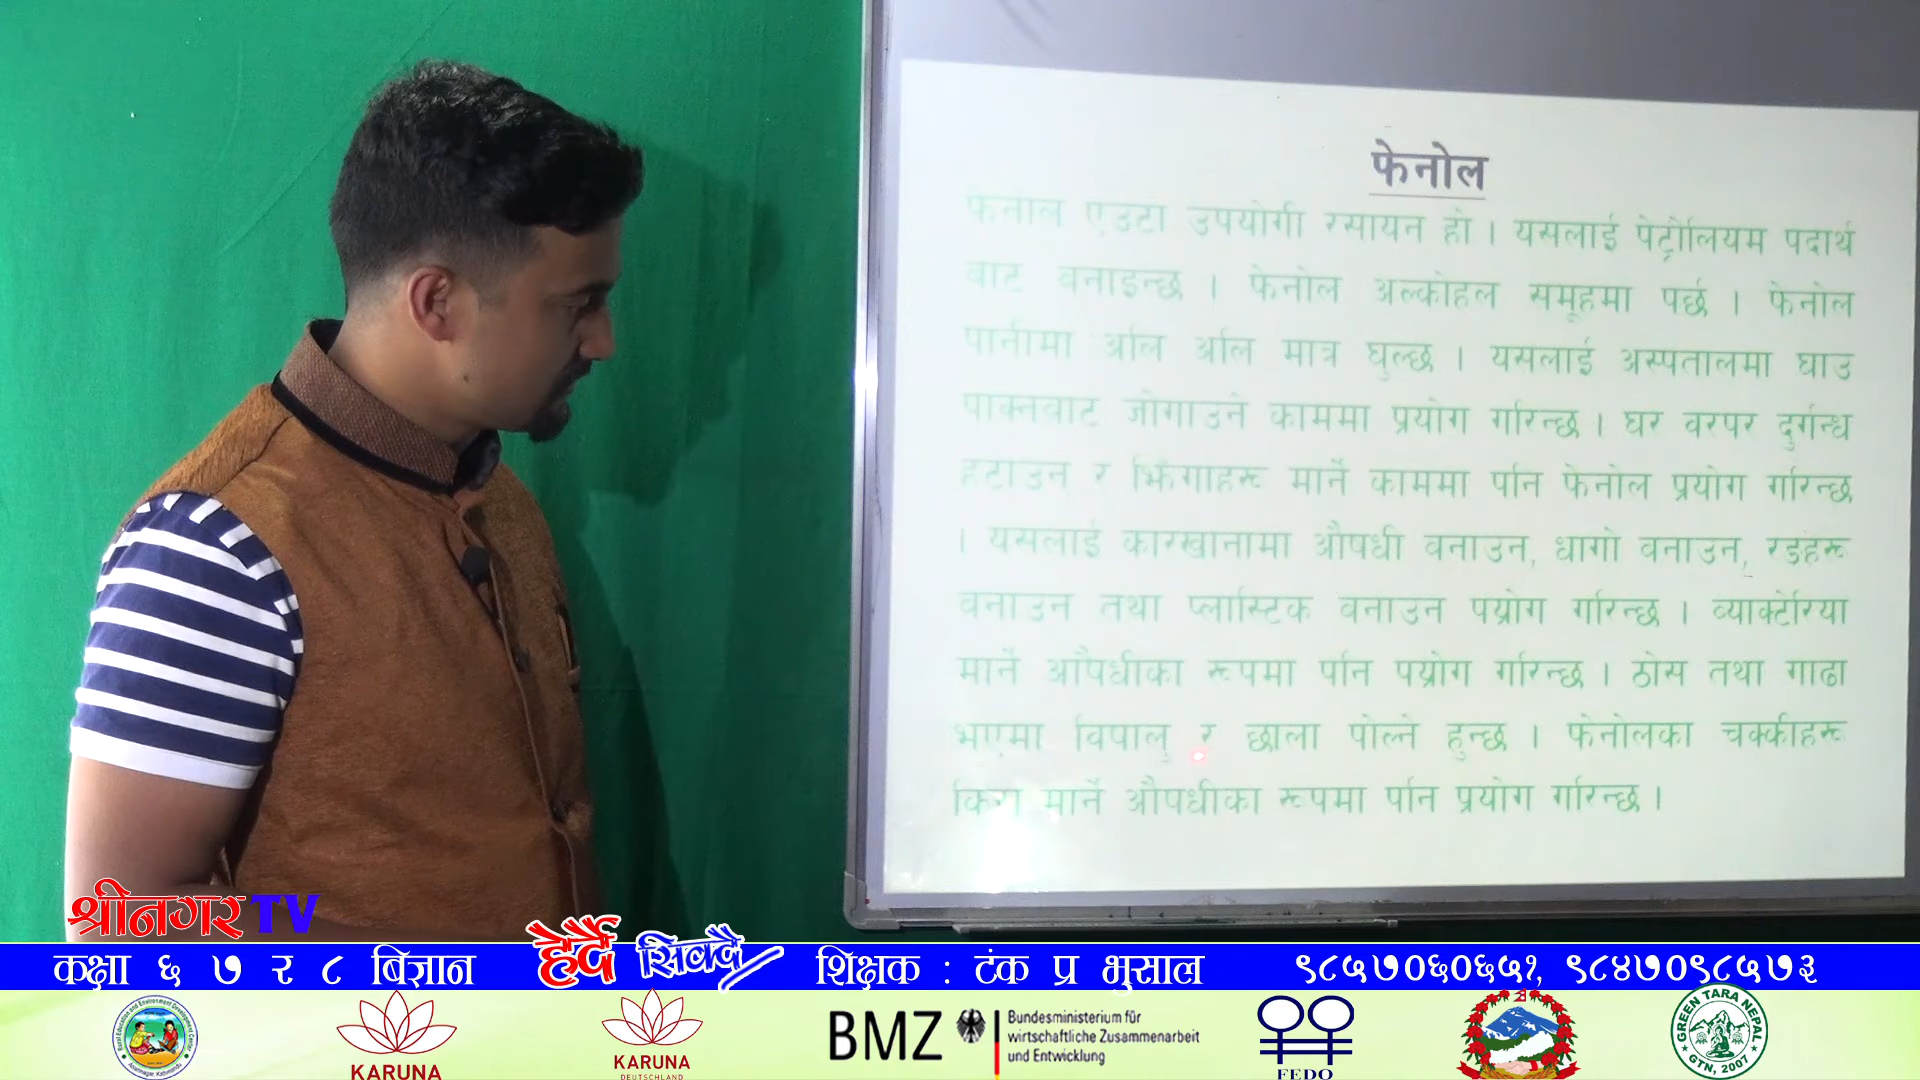 फेनोल
फेनोल एउटा उपयोगी रसायन हो । यसलाई पेट्रोलियम पदार्थ
बाट बनाइन्छ । फेनोल अल्कोहल समूहमा पर्छ । फेनोल
पानीमा अलि अलि मात्र घुल्छ । यसलाई अस्पतालमा घाउ
पाक्नबाट जोगाउने काममा प्रयोग गरिन्छ । घर वरपर दुर्गन्ध
हटाउन र झिंगाहरू मार्ने काममा पनि फेनोल प्रयोग गरिन्छ
। यसलाई कारखानामा औषधी बनाउन, धागो बनाउन, रङहरू
बनाउन तथा प्लास्टिक बनाउन पय्रोग गरिन्छ । ब्याक्टेरिया
मार्ने औषधीका रूपमा पनि पय्रोग गरिन्छ । ठोस तथा गाढा
भएमा विषालु र छाला पोल्ने हुन्छ । फेनोलका चक्कीहरू
किरा मार्ने औषधीका रूपमा पनि प्रयोग गरिन्छ ।
श्रीनगर TV
कक्षा ६ ७ र ८ बिज्ञान
हेर्दै सिक्दै
शिक्षक : टंक प्र भुसाल
९८५७०६०६५१, ९८४७०९८५७३
KARUNA
KARUNA
DEUTSCHLAND
BMZ
Bundesministerium für
wirtschaftliche Zusammenarbeit
und Entwicklung
FEDO
GREEN TARA NEPAL
GTN, 2007